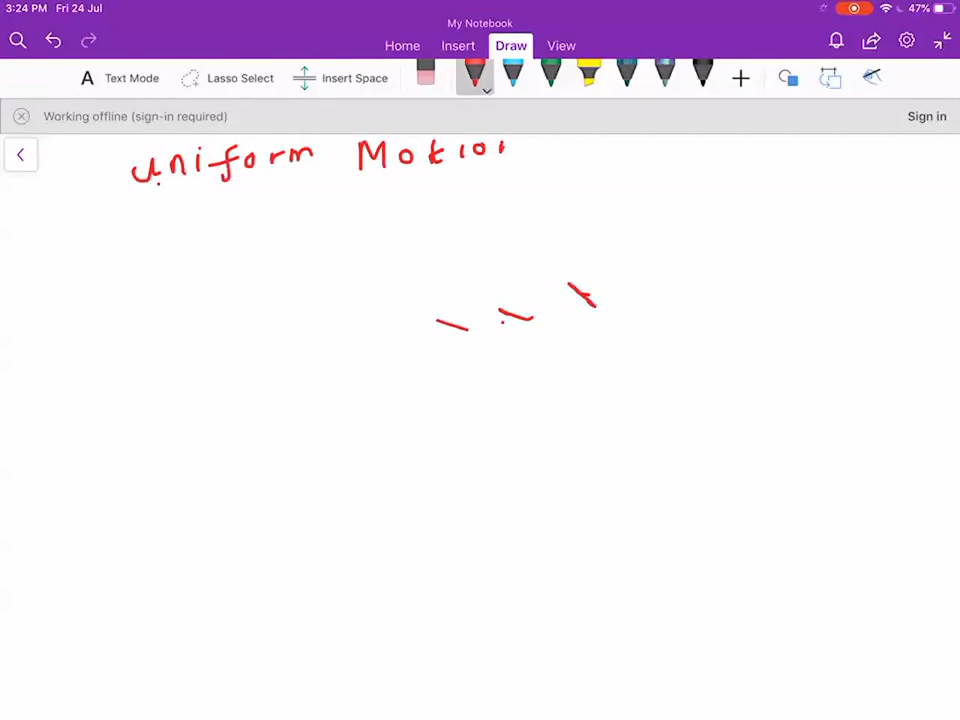 3:24 PM Fri 24 Jul 47%
My Notebook
Home Insert Draw View
A Text Mode Lasso Select Insert Space
Working offline (sign-in required) Sign in
uniform Motion